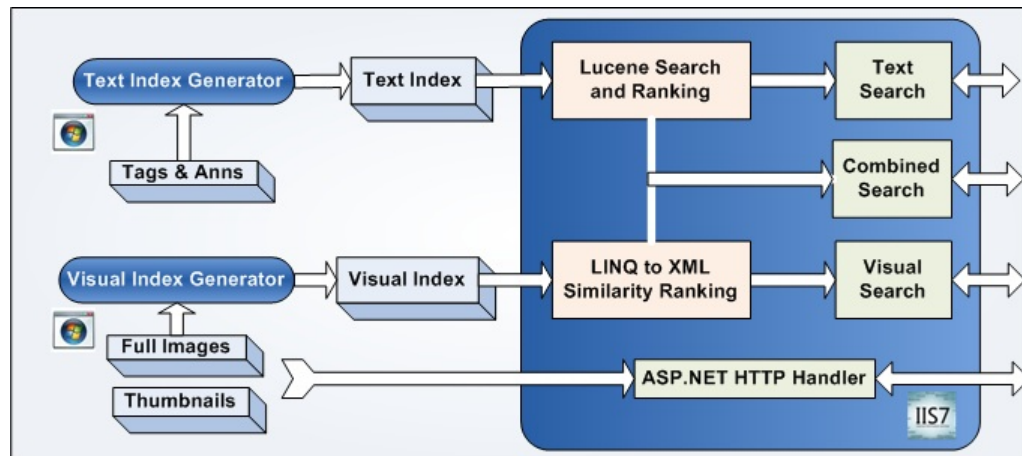 Text Index Generator
Text Index
Lucene Search
and Ranking
Text
Search
Tags & Anns
Combined
Search
Visual Index Generator
Visual Index
LINQ to XML
Similarity Ranking
Visual
Search
Full Images
Thumbnails
ASP.NET HTTP Handler
IIS7